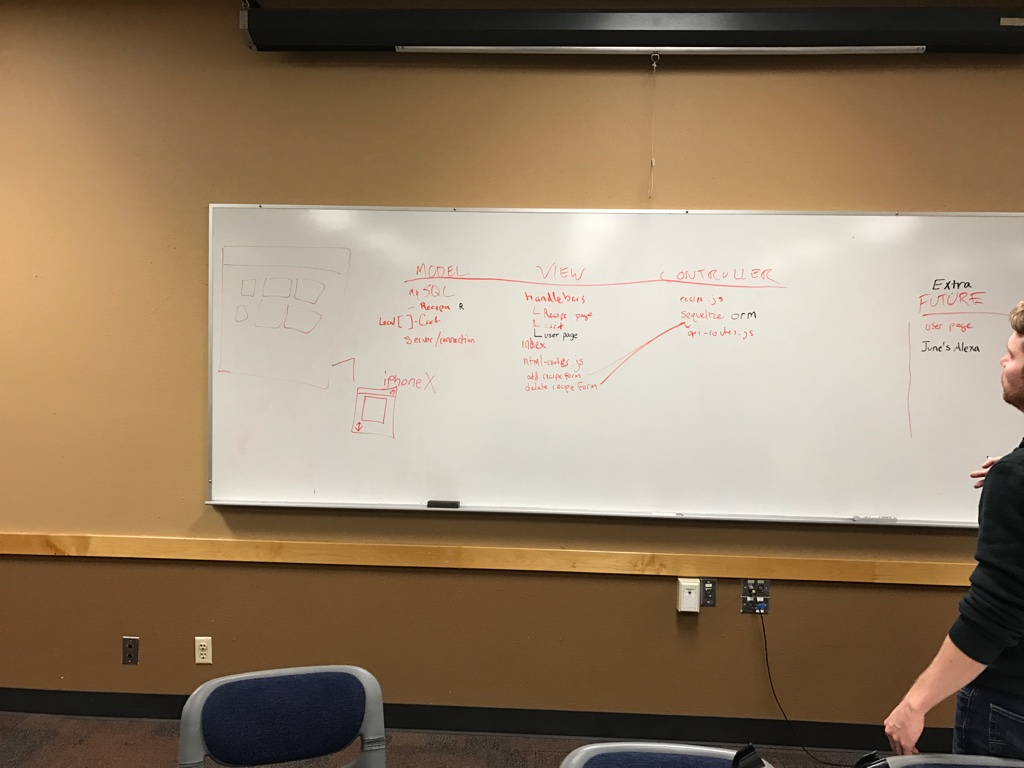 MODEL
mySQL
- Recipes R
Local [ ] - Cart
server/connection
iphone X
VIEW
handlebars
Recipe page
cart
user page
index
html-routes.js
add recipe form
delete recipe form
CONTROLLER
recipe.js
Sequelize orm
api-routes.js
Extra
FUTURE
user page
June's Alexa